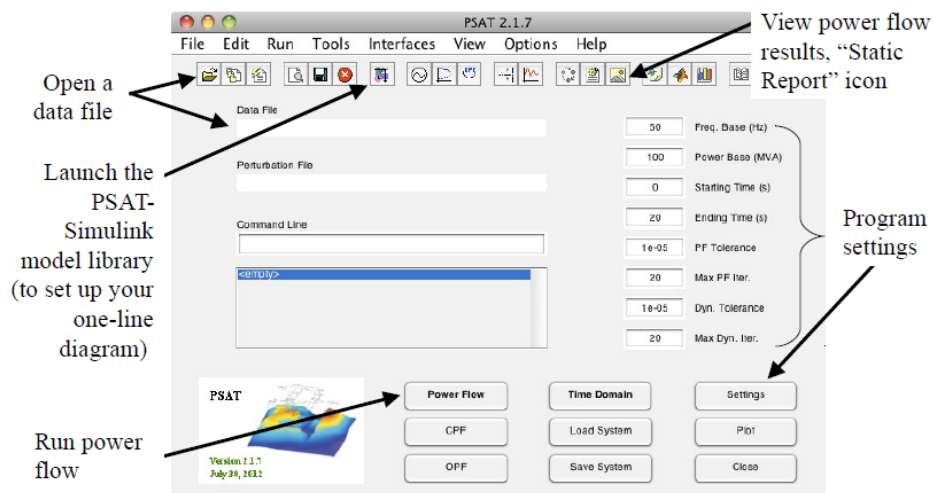 PSAT 2.1.7
View power flow
results, “Static
Report” icon
File Edit Run Tools Interfaces View Options Help
Open a
data file
Data File
Perturbation File
Command Line
<empty>
Launch the
PSAT-
Simulink
model library
(to set up your
one-line
diagram)
50 Freq. Base (Hz)
100 Power Base (MVA)
0 Starting Time (s)
20 Ending Time (s)
1e-05 PF Tolerance
20 Max PF Iter.
1e-05 Dyn. Tolerance
20 Max Dyn. Iter.
Program
settings
PSAT
Version 2.1.7
July 30, 2012
Run power
flow
Power Flow Time Domain Settings
CPF Load System Plot
OPF Save System Close